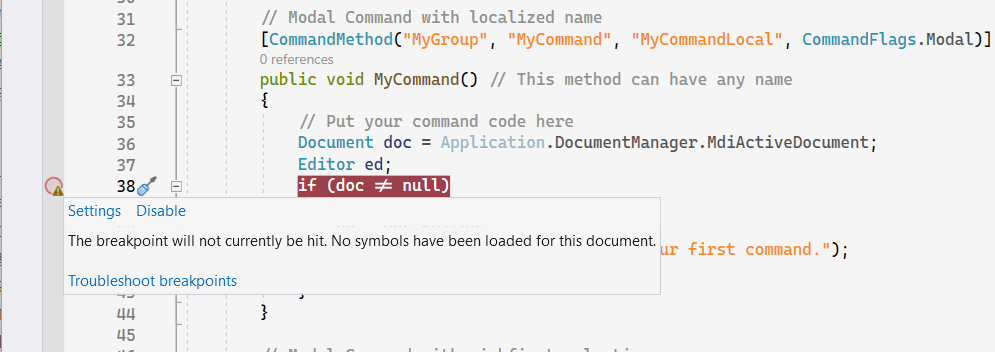 31 // Modal Command with localized name
32 [CommandMethod("MyGroup", "MyCommand", "MyCommandLocal", CommandFlags.Modal)]
0 references
33 public void MyCommand() // This method can have any name
34 {
35 // Put your command code here
36 Document doc = Application.DocumentManager.MdiActiveDocument;
37 Editor ed;
38 if (doc ≠ null)
Settings Disable
The breakpoint will not currently be hit. No symbols have been loaded for this document.
ur first command.");
Troubleshoot breakpoints
44 }
45